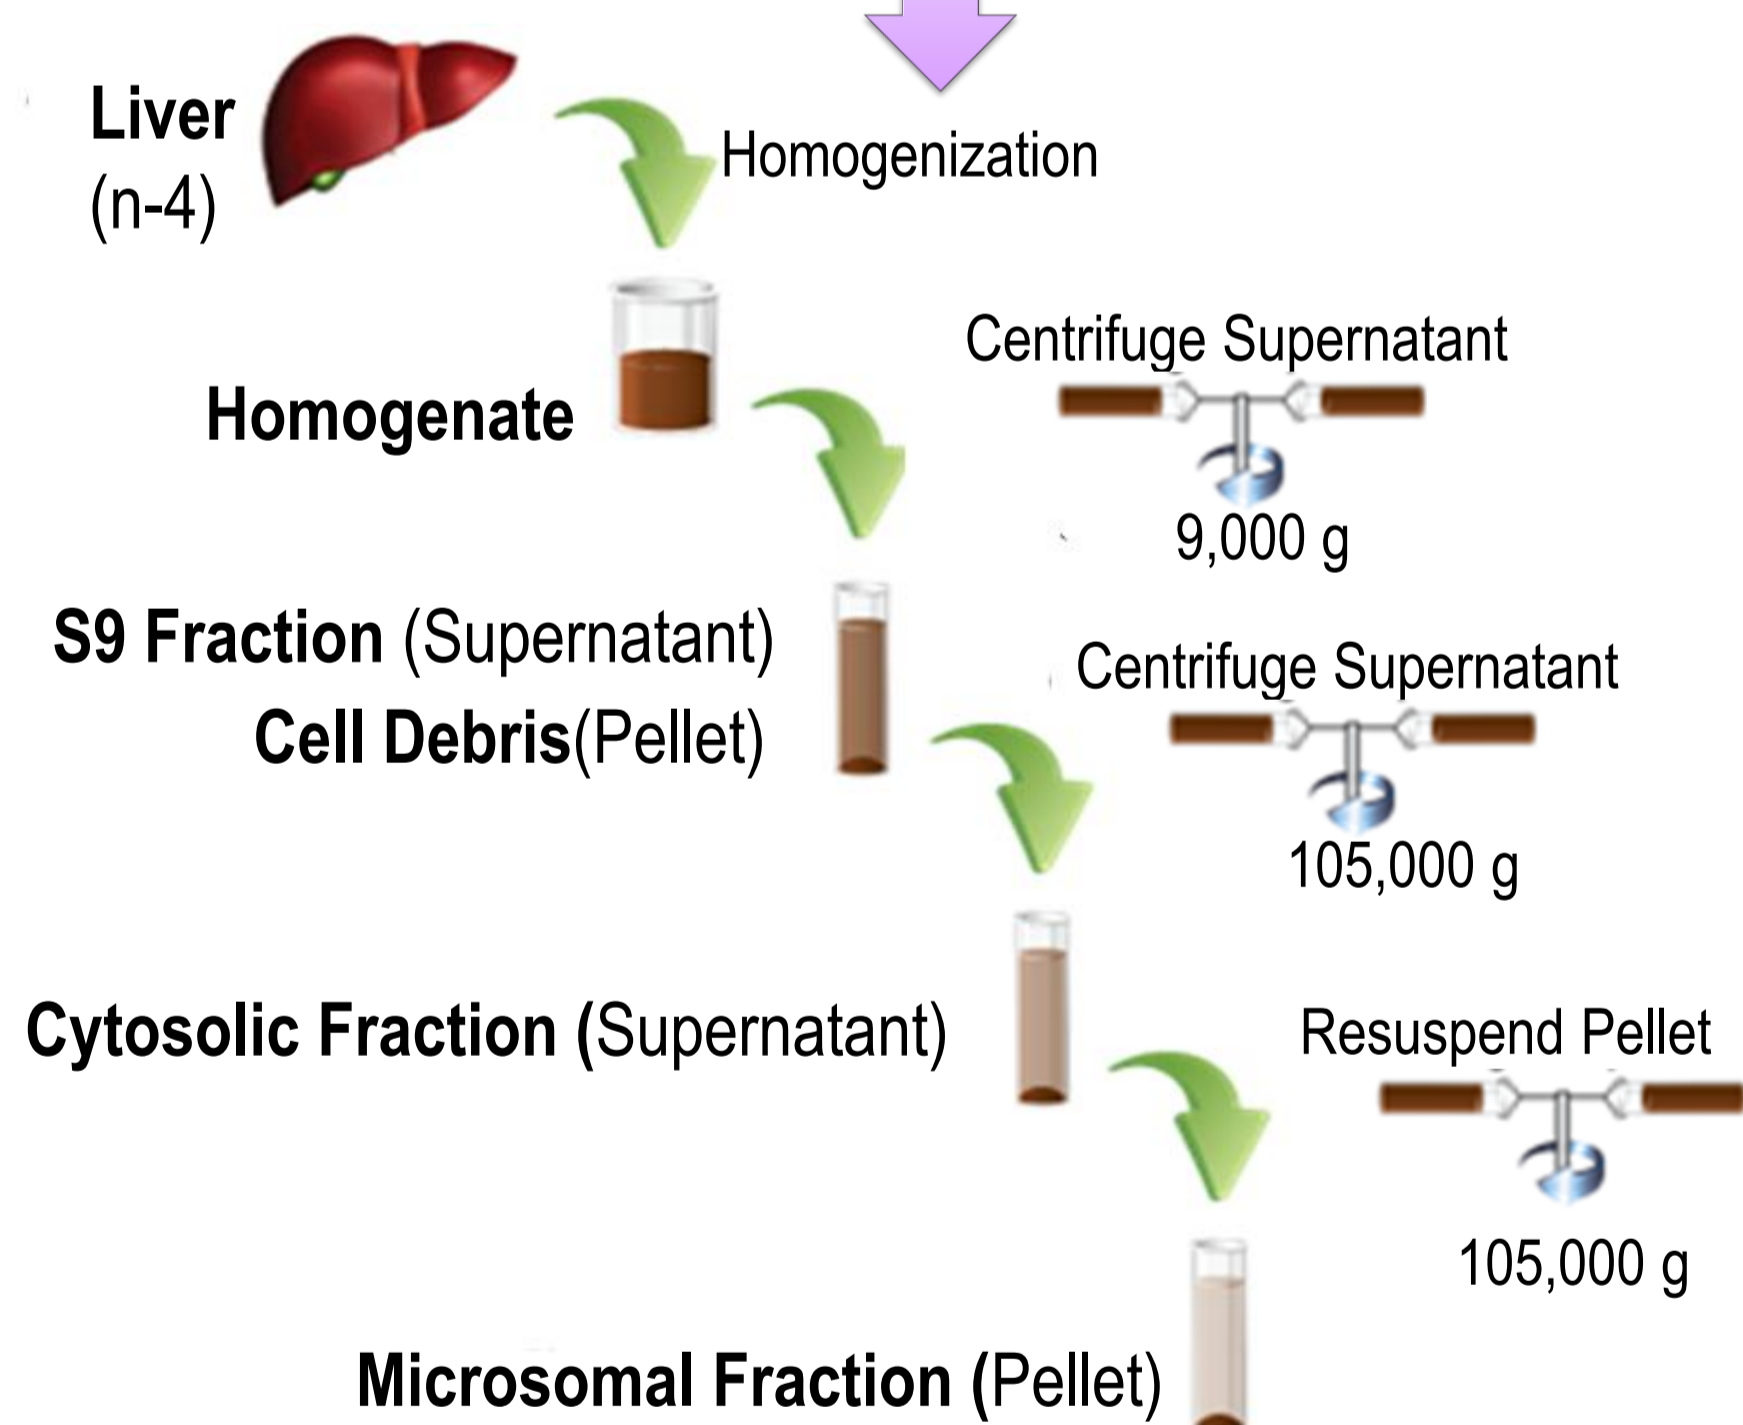 Liver
(n-4)
Homogenization
Centrifuge Supernatant
Homogenate
9,000 g
S9 Fraction (Supernatant)
Centrifuge Supernatant
Cell Debris(Pellet)
105,000 g
Cytosolic Fraction (Supernatant)
Resuspend Pellet
105,000 g
Microsomal Fraction (Pellet)